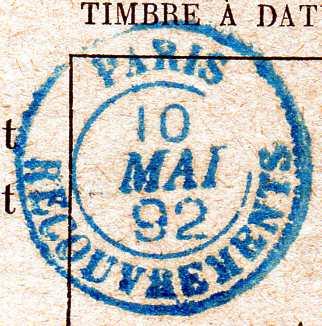 TIMBRE À DAT
PARIS
10
MAI
92
RECOUVREMENTS
t
t